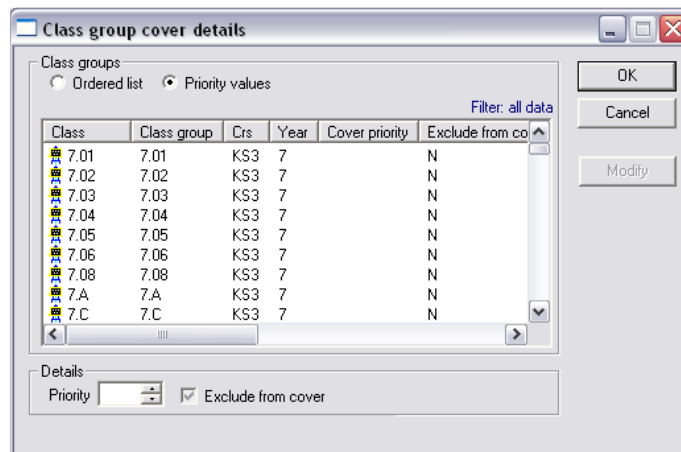 Class group cover details
Class groups
Ordered list Priority values
OK
Filter: all data
Cancel
Class Class group Crs Year Cover priority Exclude from co
7.01 7.01 KS3 7 N
Modify
7.02 7.02 KS3 7 N
7.03 7.03 KS3 7 N
7.04 7.04 KS3 7 N
7.05 7.05 KS3 7 N
7.06 7.06 KS3 7 N
7.08 7.08 KS3 7 N
7.A 7.A KS3 7 N
7.C 7.C KS3 7 N
Details
Priority Exclude from cover